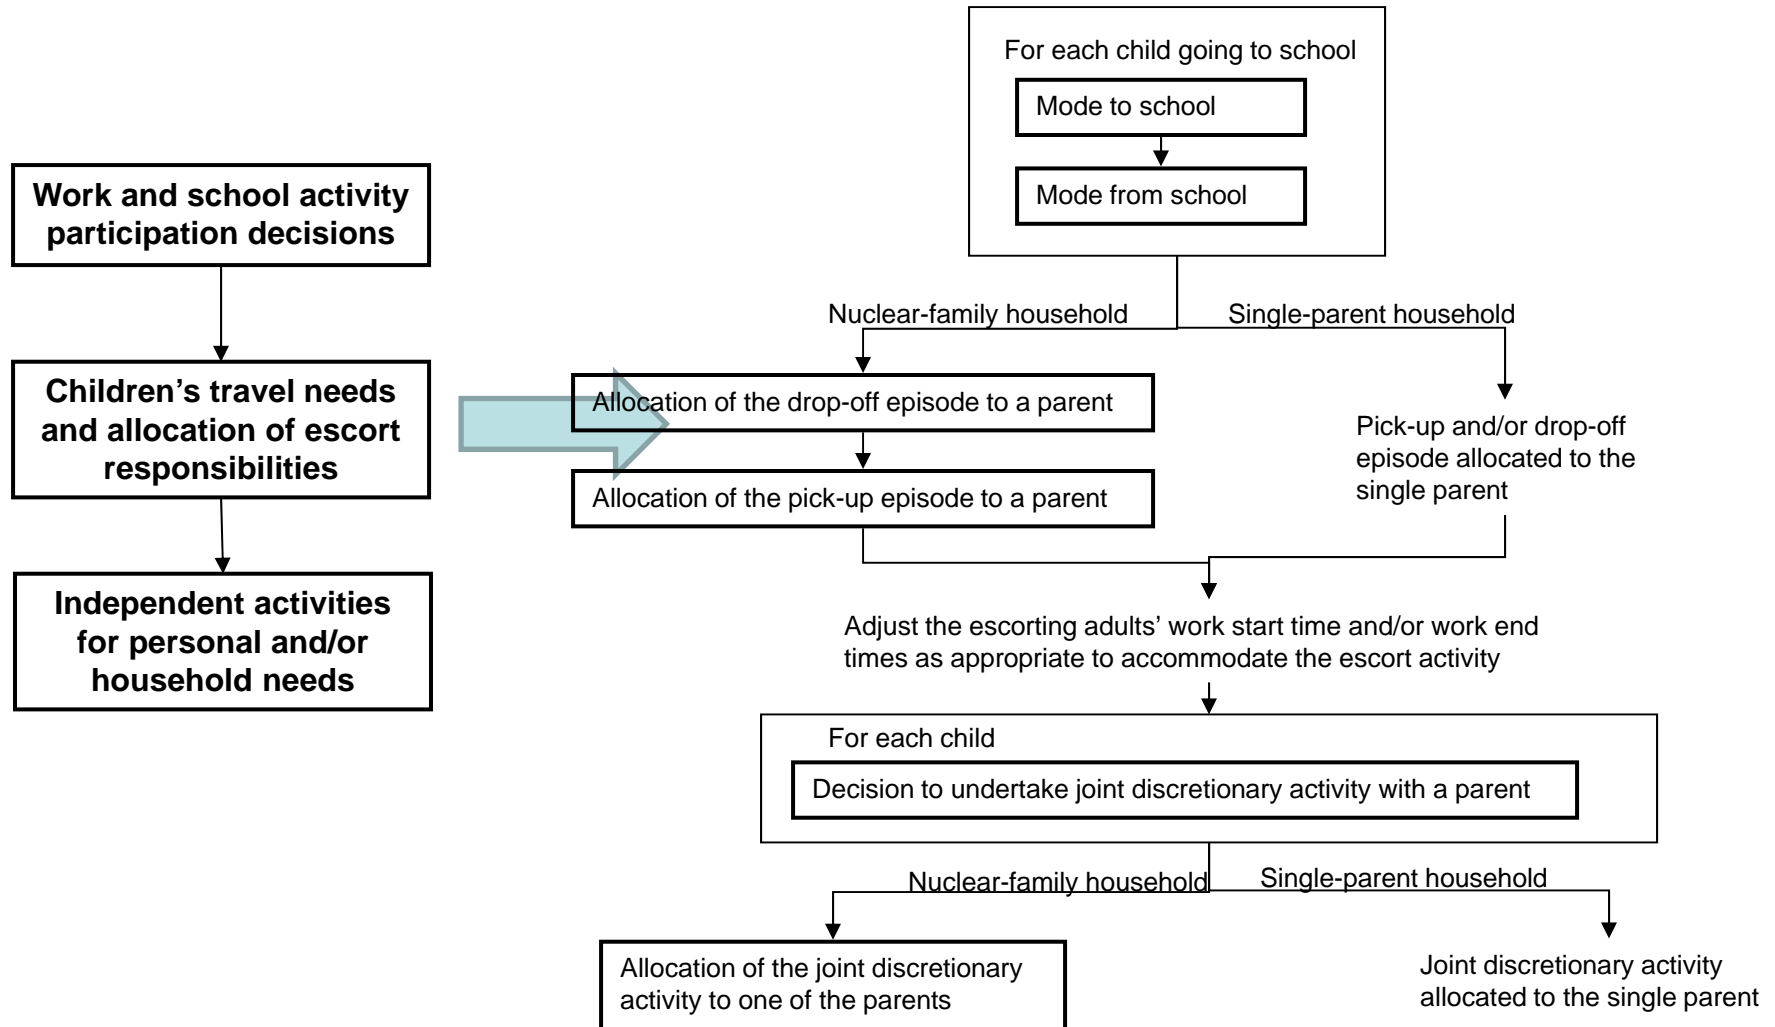 Work and school activity
participation decisions
Children’s travel needs
and allocation of escort
responsibilities
Independent activities
for personal and/or
household needs
For each child going to school
Mode to school
Mode from school
Nuclear-family household
Single-parent household
Allocation of the drop-off episode to a parent
Allocation of the pick-up episode to a parent
Pick-up and/or drop-off
episode allocated to the
single parent
Adjust the escorting adults’ work start time and/or work end
times as appropriate to accommodate the escort activity
For each child
Decision to undertake joint discretionary activity with a parent
Nuclear-family household
Single-parent household
Allocation of the joint discretionary
activity to one of the parents
Joint discretionary activity
allocated to the single parent